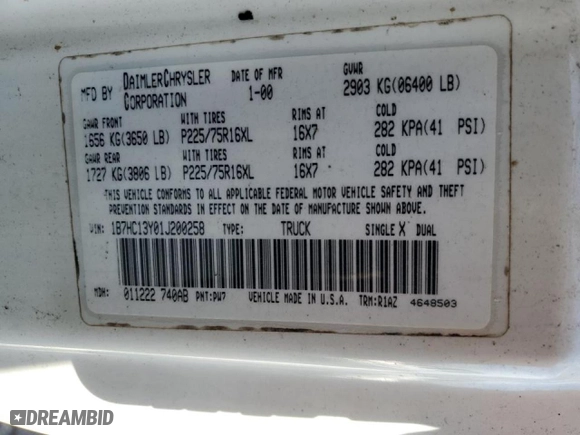 MFD BY DAIMLERCHRYSLER CORPORATION DATE OF MFR 1-00 GVWR 2903 KG(06400 LB)
GAWR FRONT WITH TIRES RIMS AT COLD
1656 KG(3650 LB) P225/75R16XL 16X7 282 KPA(41 PSI)
GAWR REAR WITH TIRES RIMS AT COLD
1727 KG(3806 LB) P225/75R16XL 16X7 282 KPA(41 PSI)
THIS VEHICLE CONFORMS TO ALL APPLICABLE FEDERAL MOTOR VEHICLE SAFETY AND THEFT
PREVENTION STANDARDS IN EFFECT ON THE DATE OF MANUFACTURE SHOWN ABOVE.
VIN: 1B7HC13Y01J200258 TYPE: TRUCK SINGLE X DUAL
MDH: 011222 740AB PNT:PW7 VEHICLE MADE IN U.S.A. TRM:R1AZ 4648503
DREAMBID